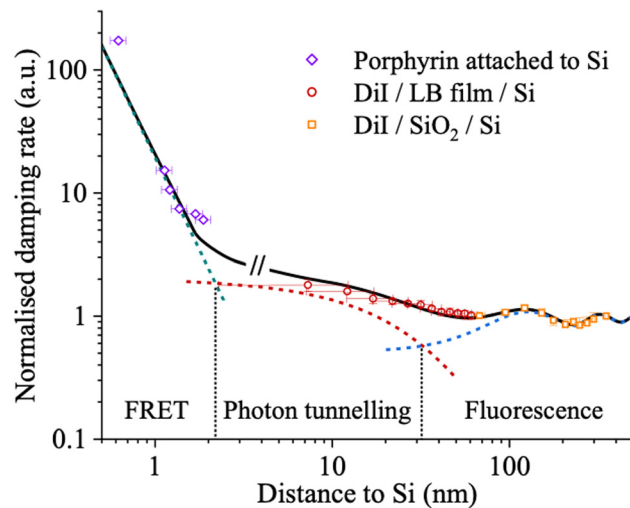 Normalised damping rate (a.u.)
100
10
1
0.1
Porphyrin attached to Si
DiI / LB film / Si
DiI / SiO₂ / Si
//
FRET
Photon tunnelling
Fluorescence
1
10
100
Distance to Si (nm)